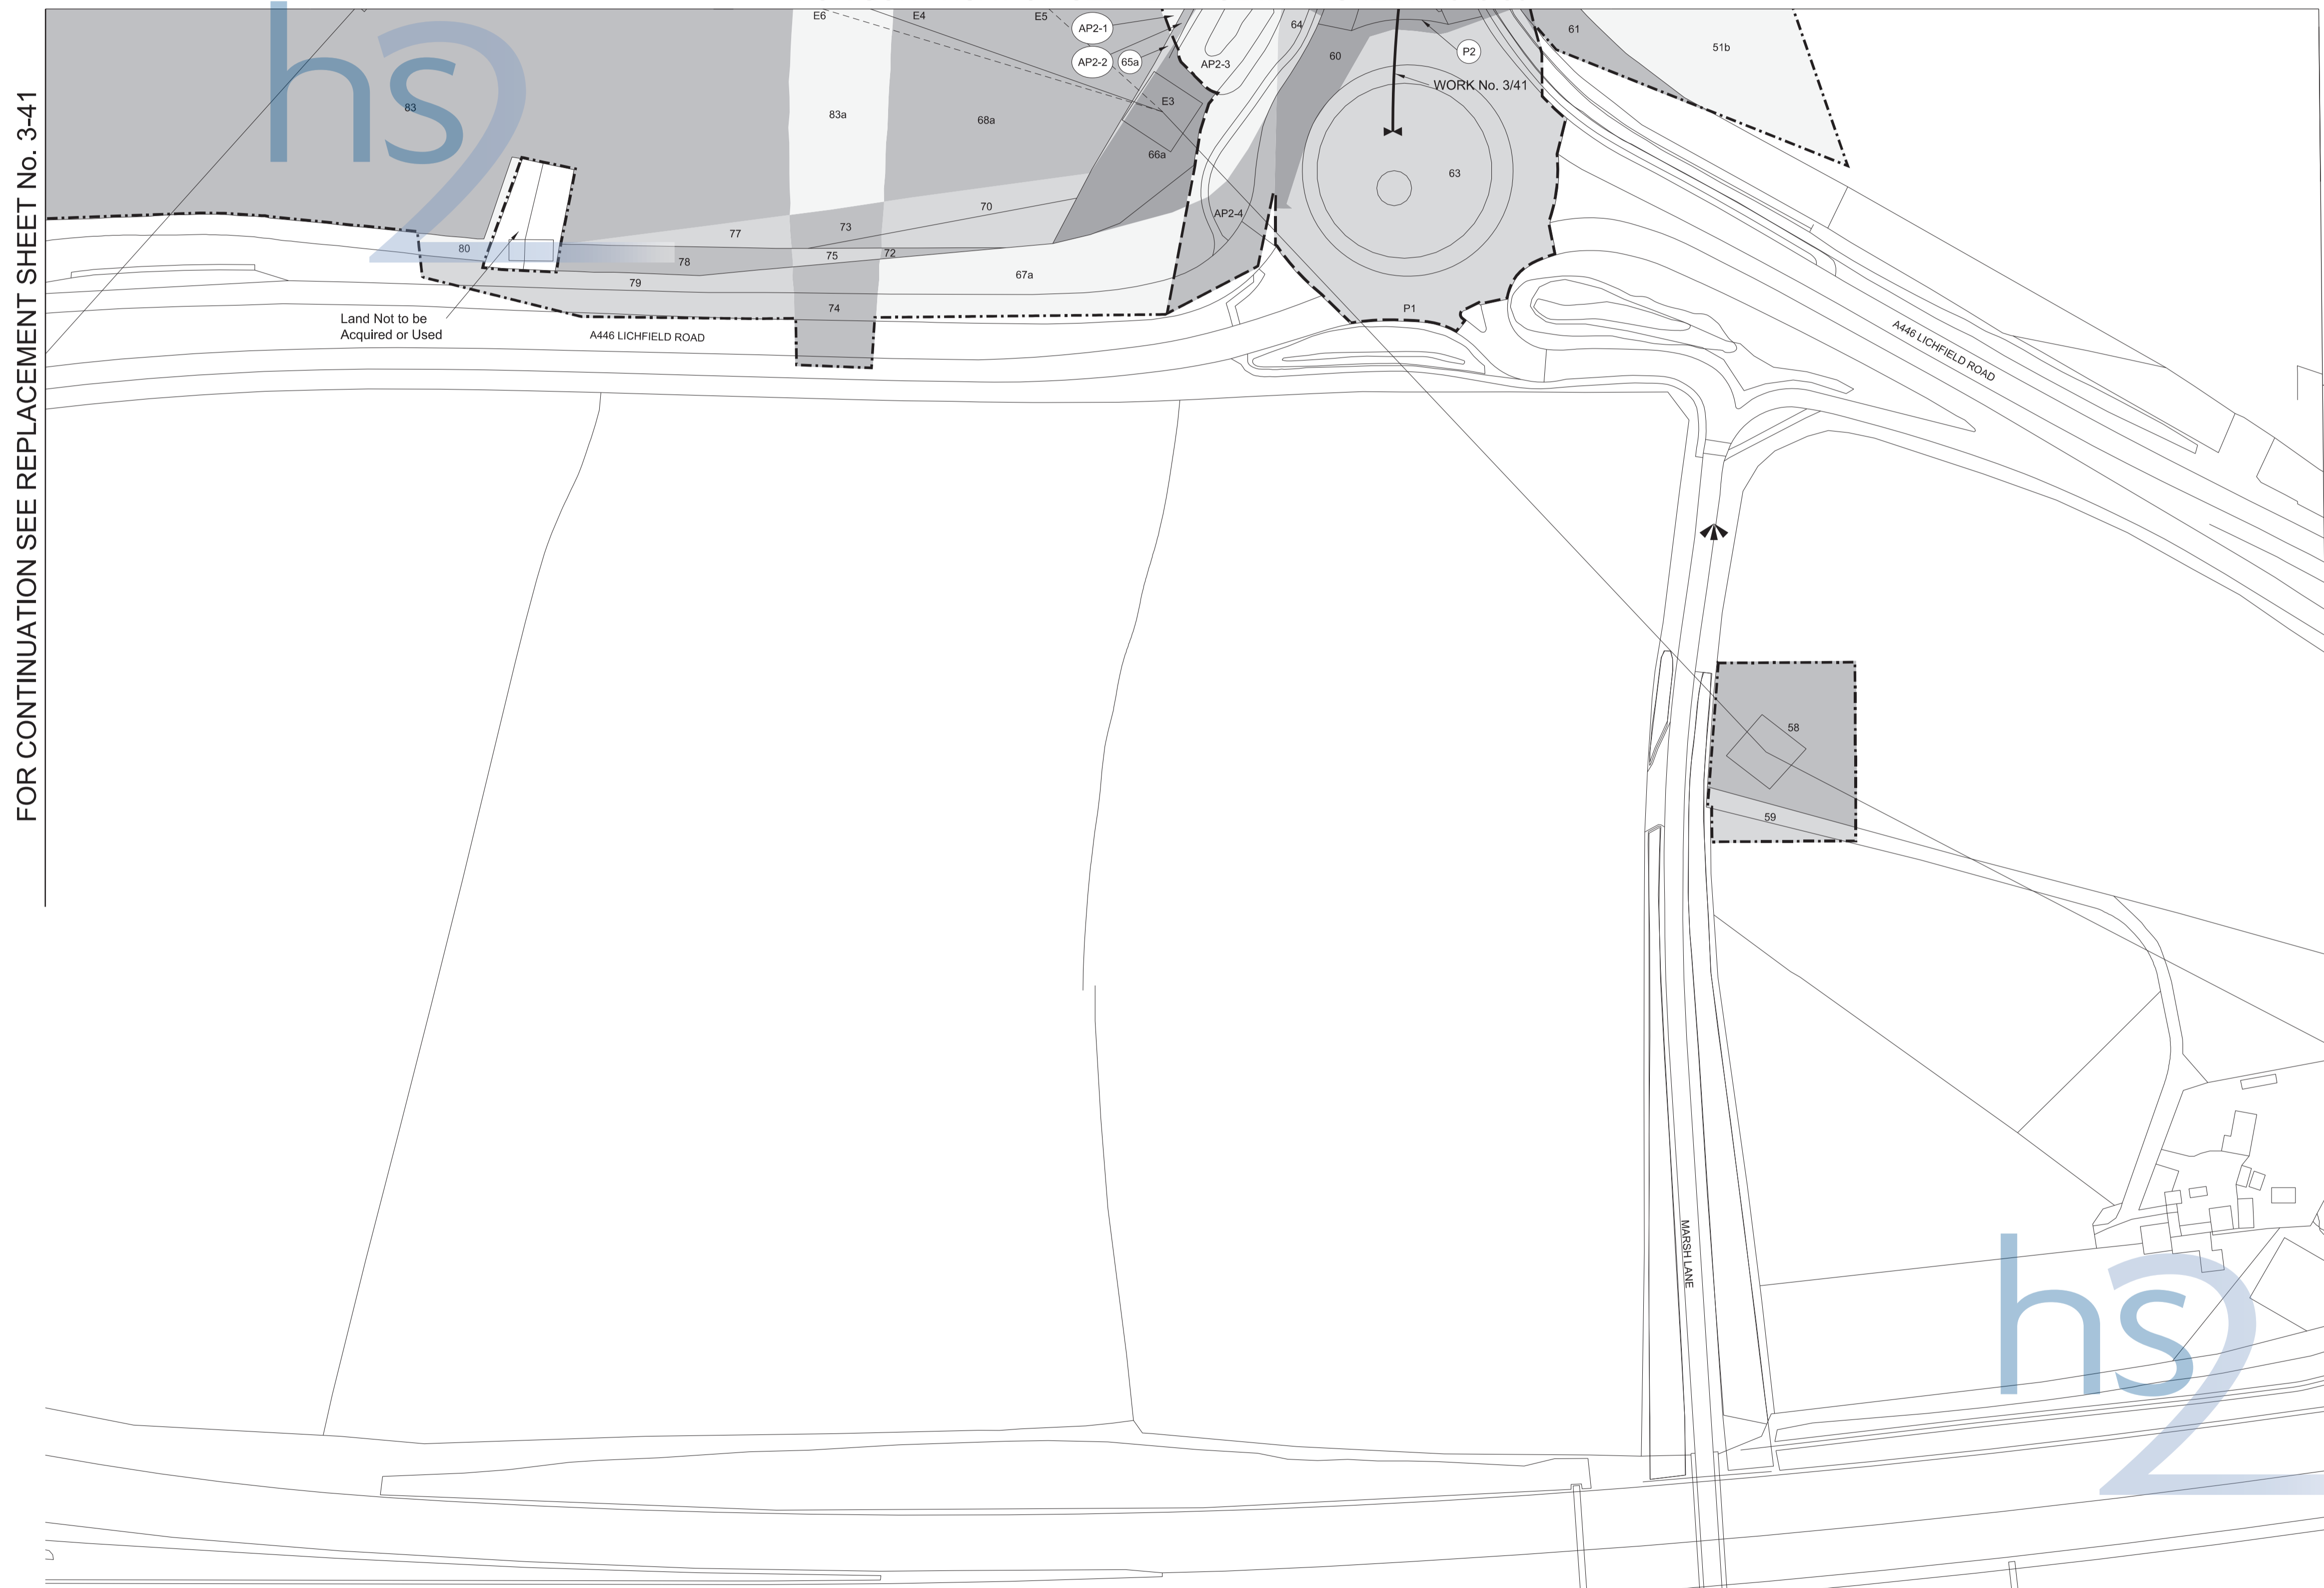 FOR CONTINUATION SEE REPLACEMENT SHEET No. 3-41
hs2
E6
E4
E5
AP2-1
AP2-2
65a
AP2-3
64
60
P2
61
51b
WORK No. 3/41
83
83a
68a
E3
66a
63
70
73
77
AP2-4
80
78
75
72
67a
79
74
P1
Land Not to be
Acquired or Used
A446 LICHFIELD ROAD
A446 LICHFIELD ROAD
58
59
MARSH LANE
hs2